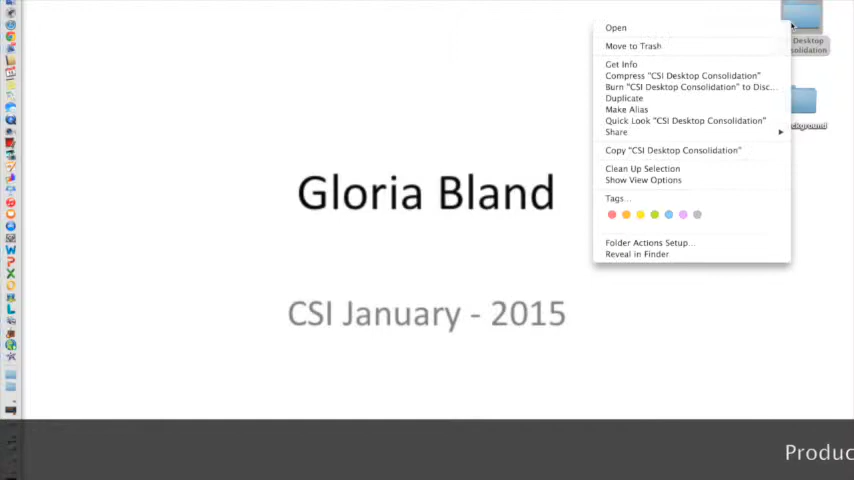 Gloria Bland
CSI January - 2015
Open
Move to Trash
Get Info
Compress "CSI Desktop Consolidation"
Burn "CSI Desktop Consolidation" to Disc...
Duplicate
Make Alias
Quick Look "CSI Desktop Consolidation"
Share
Copy "CSI Desktop Consolidation"
Clean Up Selection
Show View Options
Tags...
Folder Actions Setup...
Reveal in Finder
Desktop
solidation
ckground
Produc